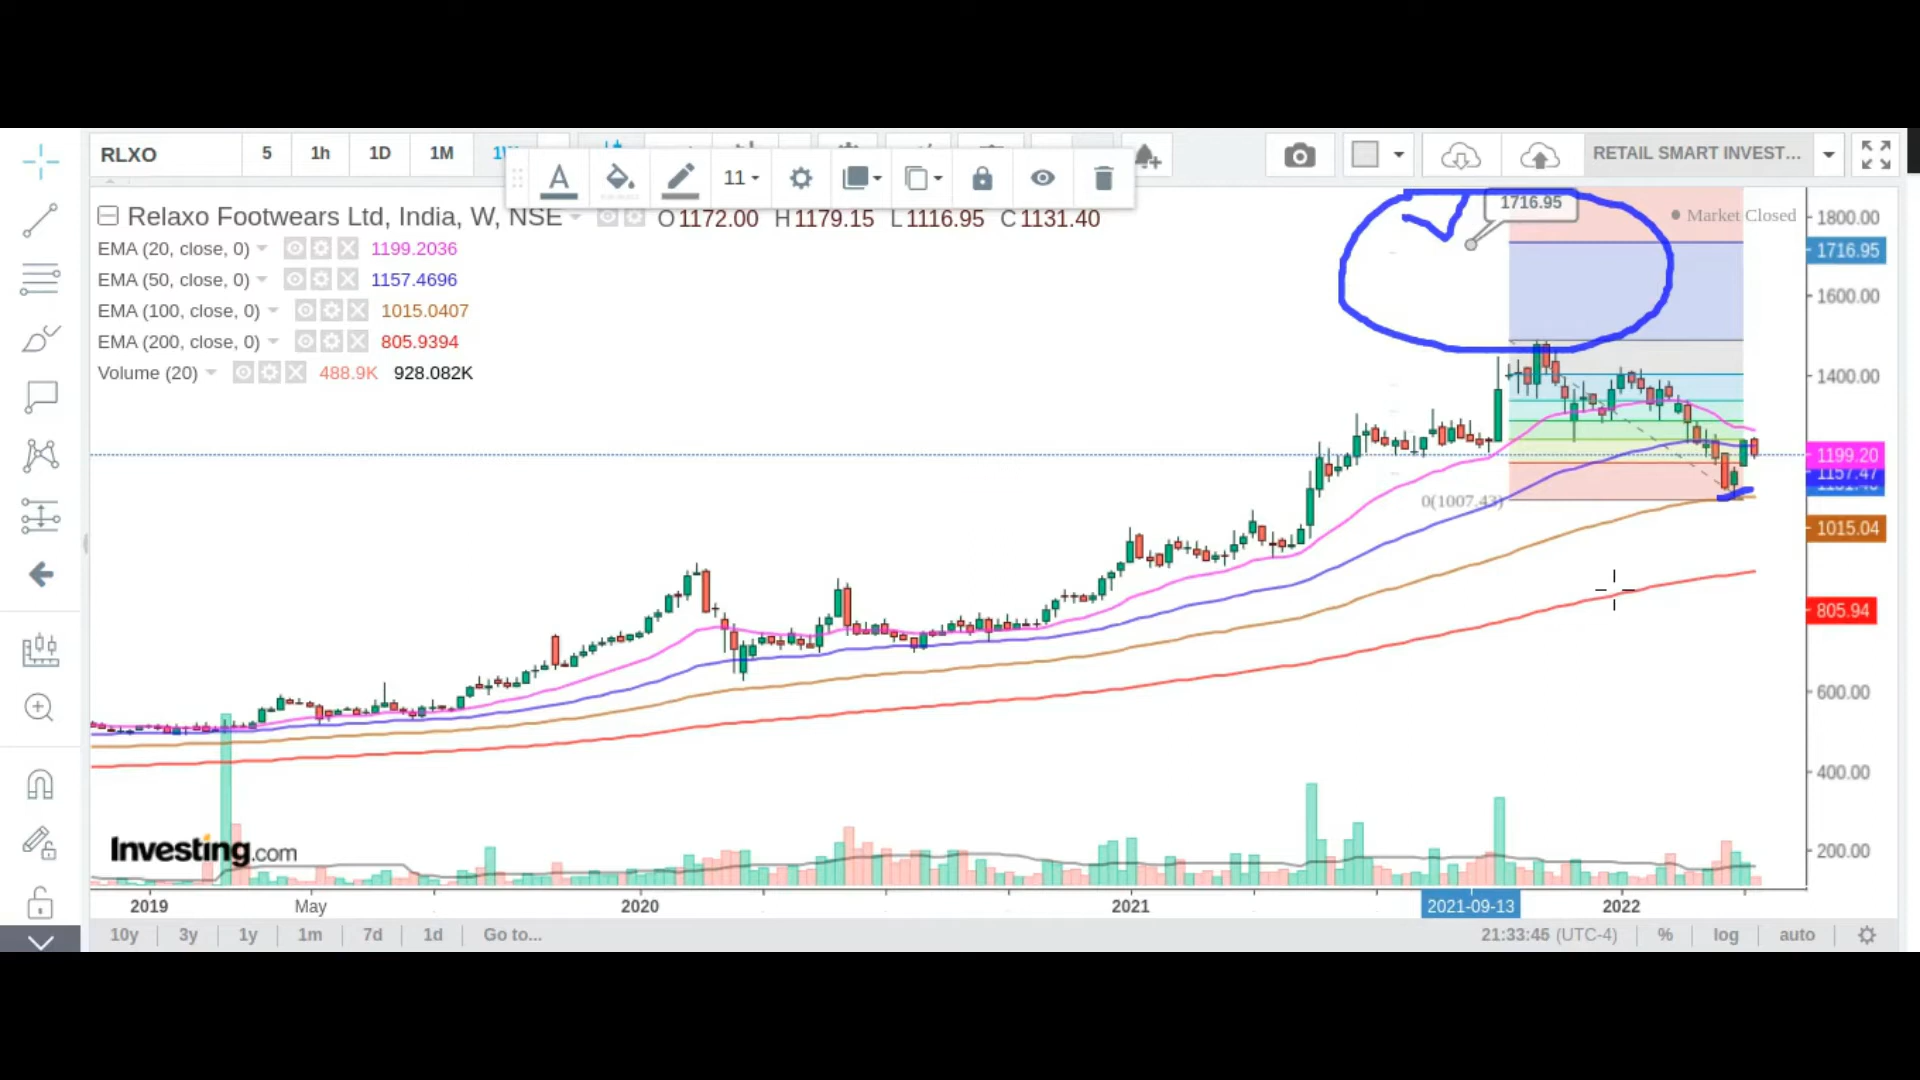 RLXO 5 1h 1D 1M RETAIL SMART INVEST...
11
Relaxo Footwears Ltd, India, W, NSE O1172.00 H1179.15 L1116.95 C1131.40
EMA (20, close, 0) 1199.2036
EMA (50, close, 0) 1157.4696
EMA (100, close, 0) 1015.0407
EMA (200, close, 0) 805.9394
Volume (20) 488.9K 928.082K
1716.95
Market Closed
0(1007.43)
1800.00
1716.95
1600.00
1400.00
1199.20
1157.47
1015.04
805.94
600.00
400.00
200.00
Investing.com
2019 May 2020 2021 2021-09-13 2022
10y 3y 1y 1m 7d 1d Go to... 21:33:45 (UTC-4) % log auto